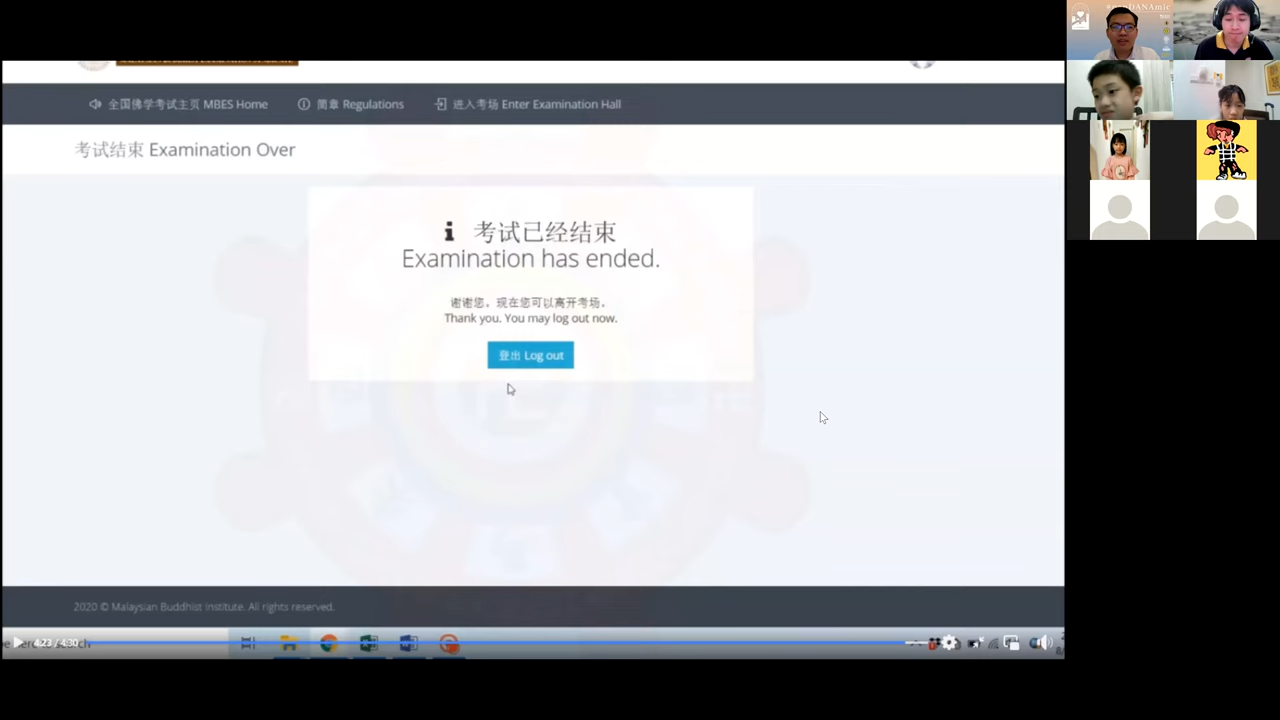 全国佛学考试主页 MBES Home
简章 Regulations
进入考场 Enter Examination Hall
考试结束 Examination Over
考试已经结束
Examination has ended.
谢谢您。现在您可以离开考场。
Thank you. You may log out now.
登出 Log out
2020 © Malaysian Buddhist Institute. All rights reserved.
4:23 / 4:30